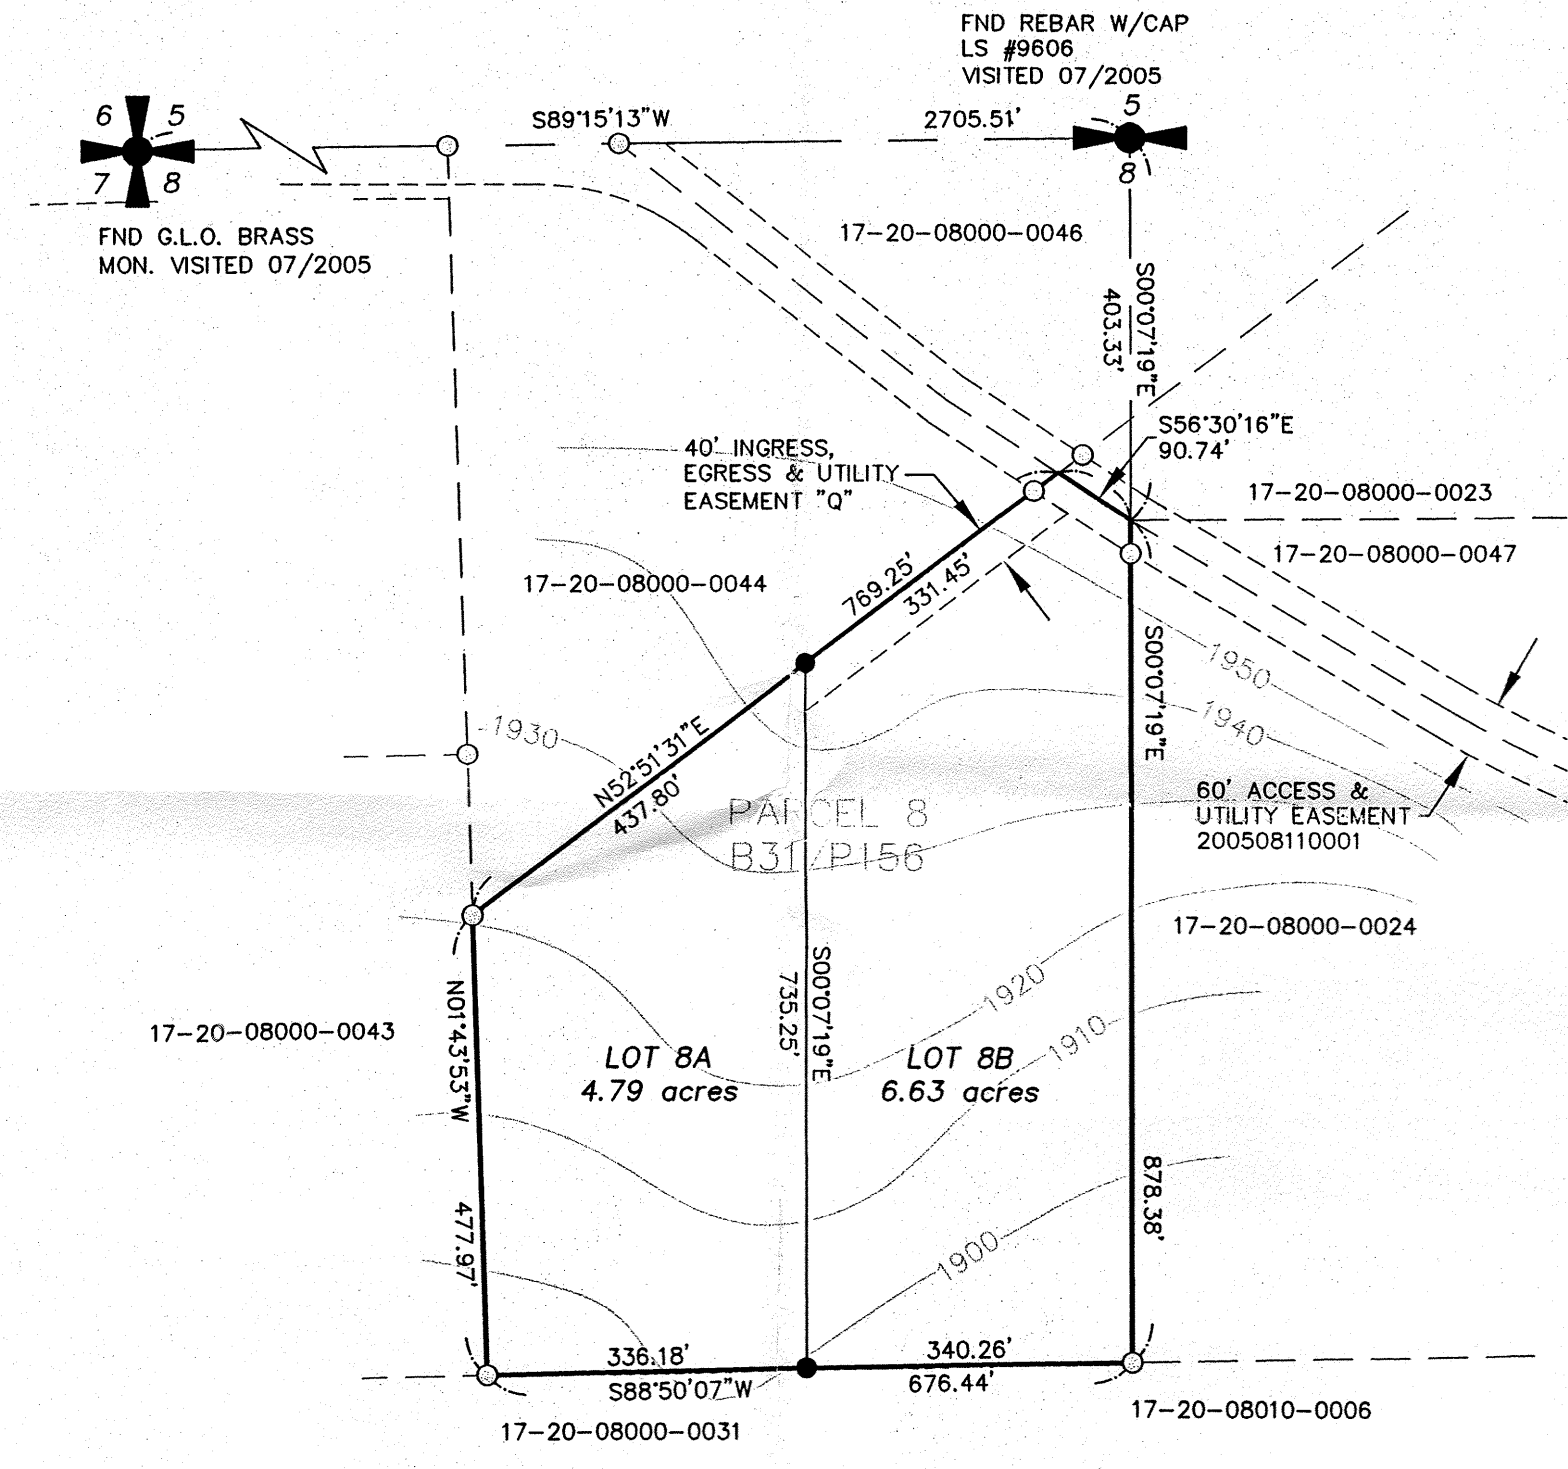 FND REBAR W/CAP
LS #9606
VISITED 07/2005
6 5
7 8
S89°15'13"W
2705.51'
5
8
FND G.L.O. BRASS
MON. VISITED 07/2005
17-20-08000-0046
S00°07'19"E
403.33'
S56°30'16"E
90.74'
40' INGRESS,
EGRESS & UTILITY
EASEMENT "Q"
17-20-08000-0023
17-20-08000-0047
17-20-08000-0044
769.25'
331.45'
S00°07'19"E
1950
1940
1930
N52°51'31"E
437.80'
PARCEL 8
B31/P156
60' ACCESS &
UTILITY EASEMENT
200508110001
17-20-08000-0024
S00°07'19"E
735.25'
1920
1910
N01°43'53"W
17-20-08000-0043
LOT 8A
4.79 acres
LOT 8B
6.63 acres
477.97'
878.38'
1900
336.18'
340.26'
S88°50'07"W
676.44'
17-20-08000-0031
17-20-08010-0006